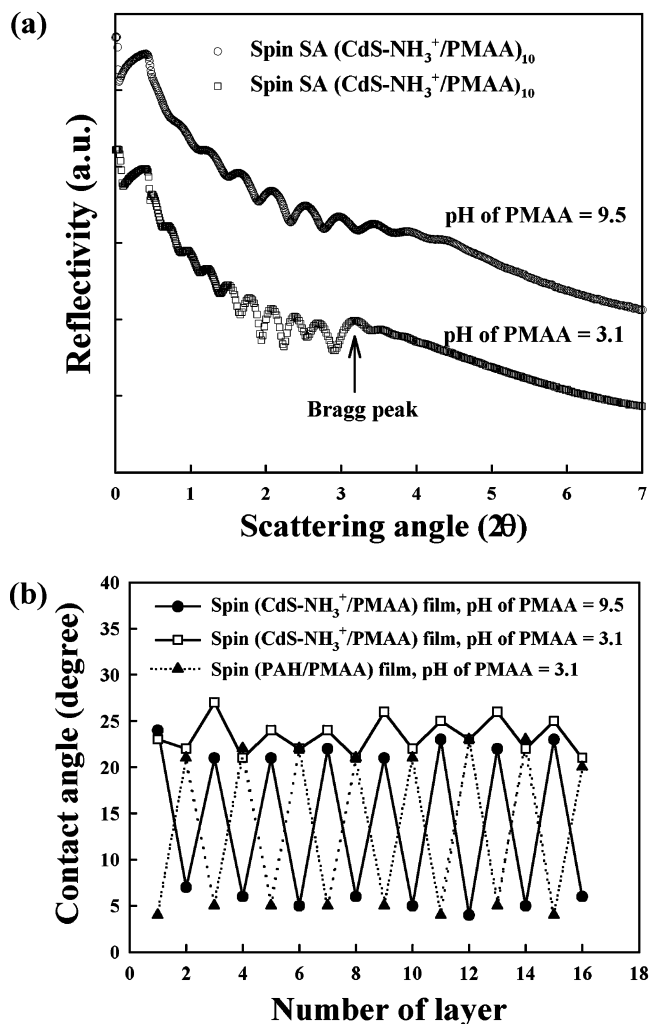 (a)
Spin SA (CdS-NH₃⁺/PMAA)₁₀
Spin SA (CdS-NH₃⁺/PMAA)₁₀
Reflectivity (a.u.)
pH of PMAA = 9.5
pH of PMAA = 3.1
Bragg peak
0 1 2 3 4 5 6 7
Scattering angle (2θ)
(b)
40
35
30
25
20
15
10
5
0
Spin (CdS-NH₃⁺/PMAA) film, pH of PMAA = 9.5
Spin (CdS-NH₃⁺/PMAA) film, pH of PMAA = 3.1
Spin (PAH/PMAA) film, pH of PMAA = 3.1
Contact angle (degree)
0 2 4 6 8 10 12 14 16 18
Number of layer